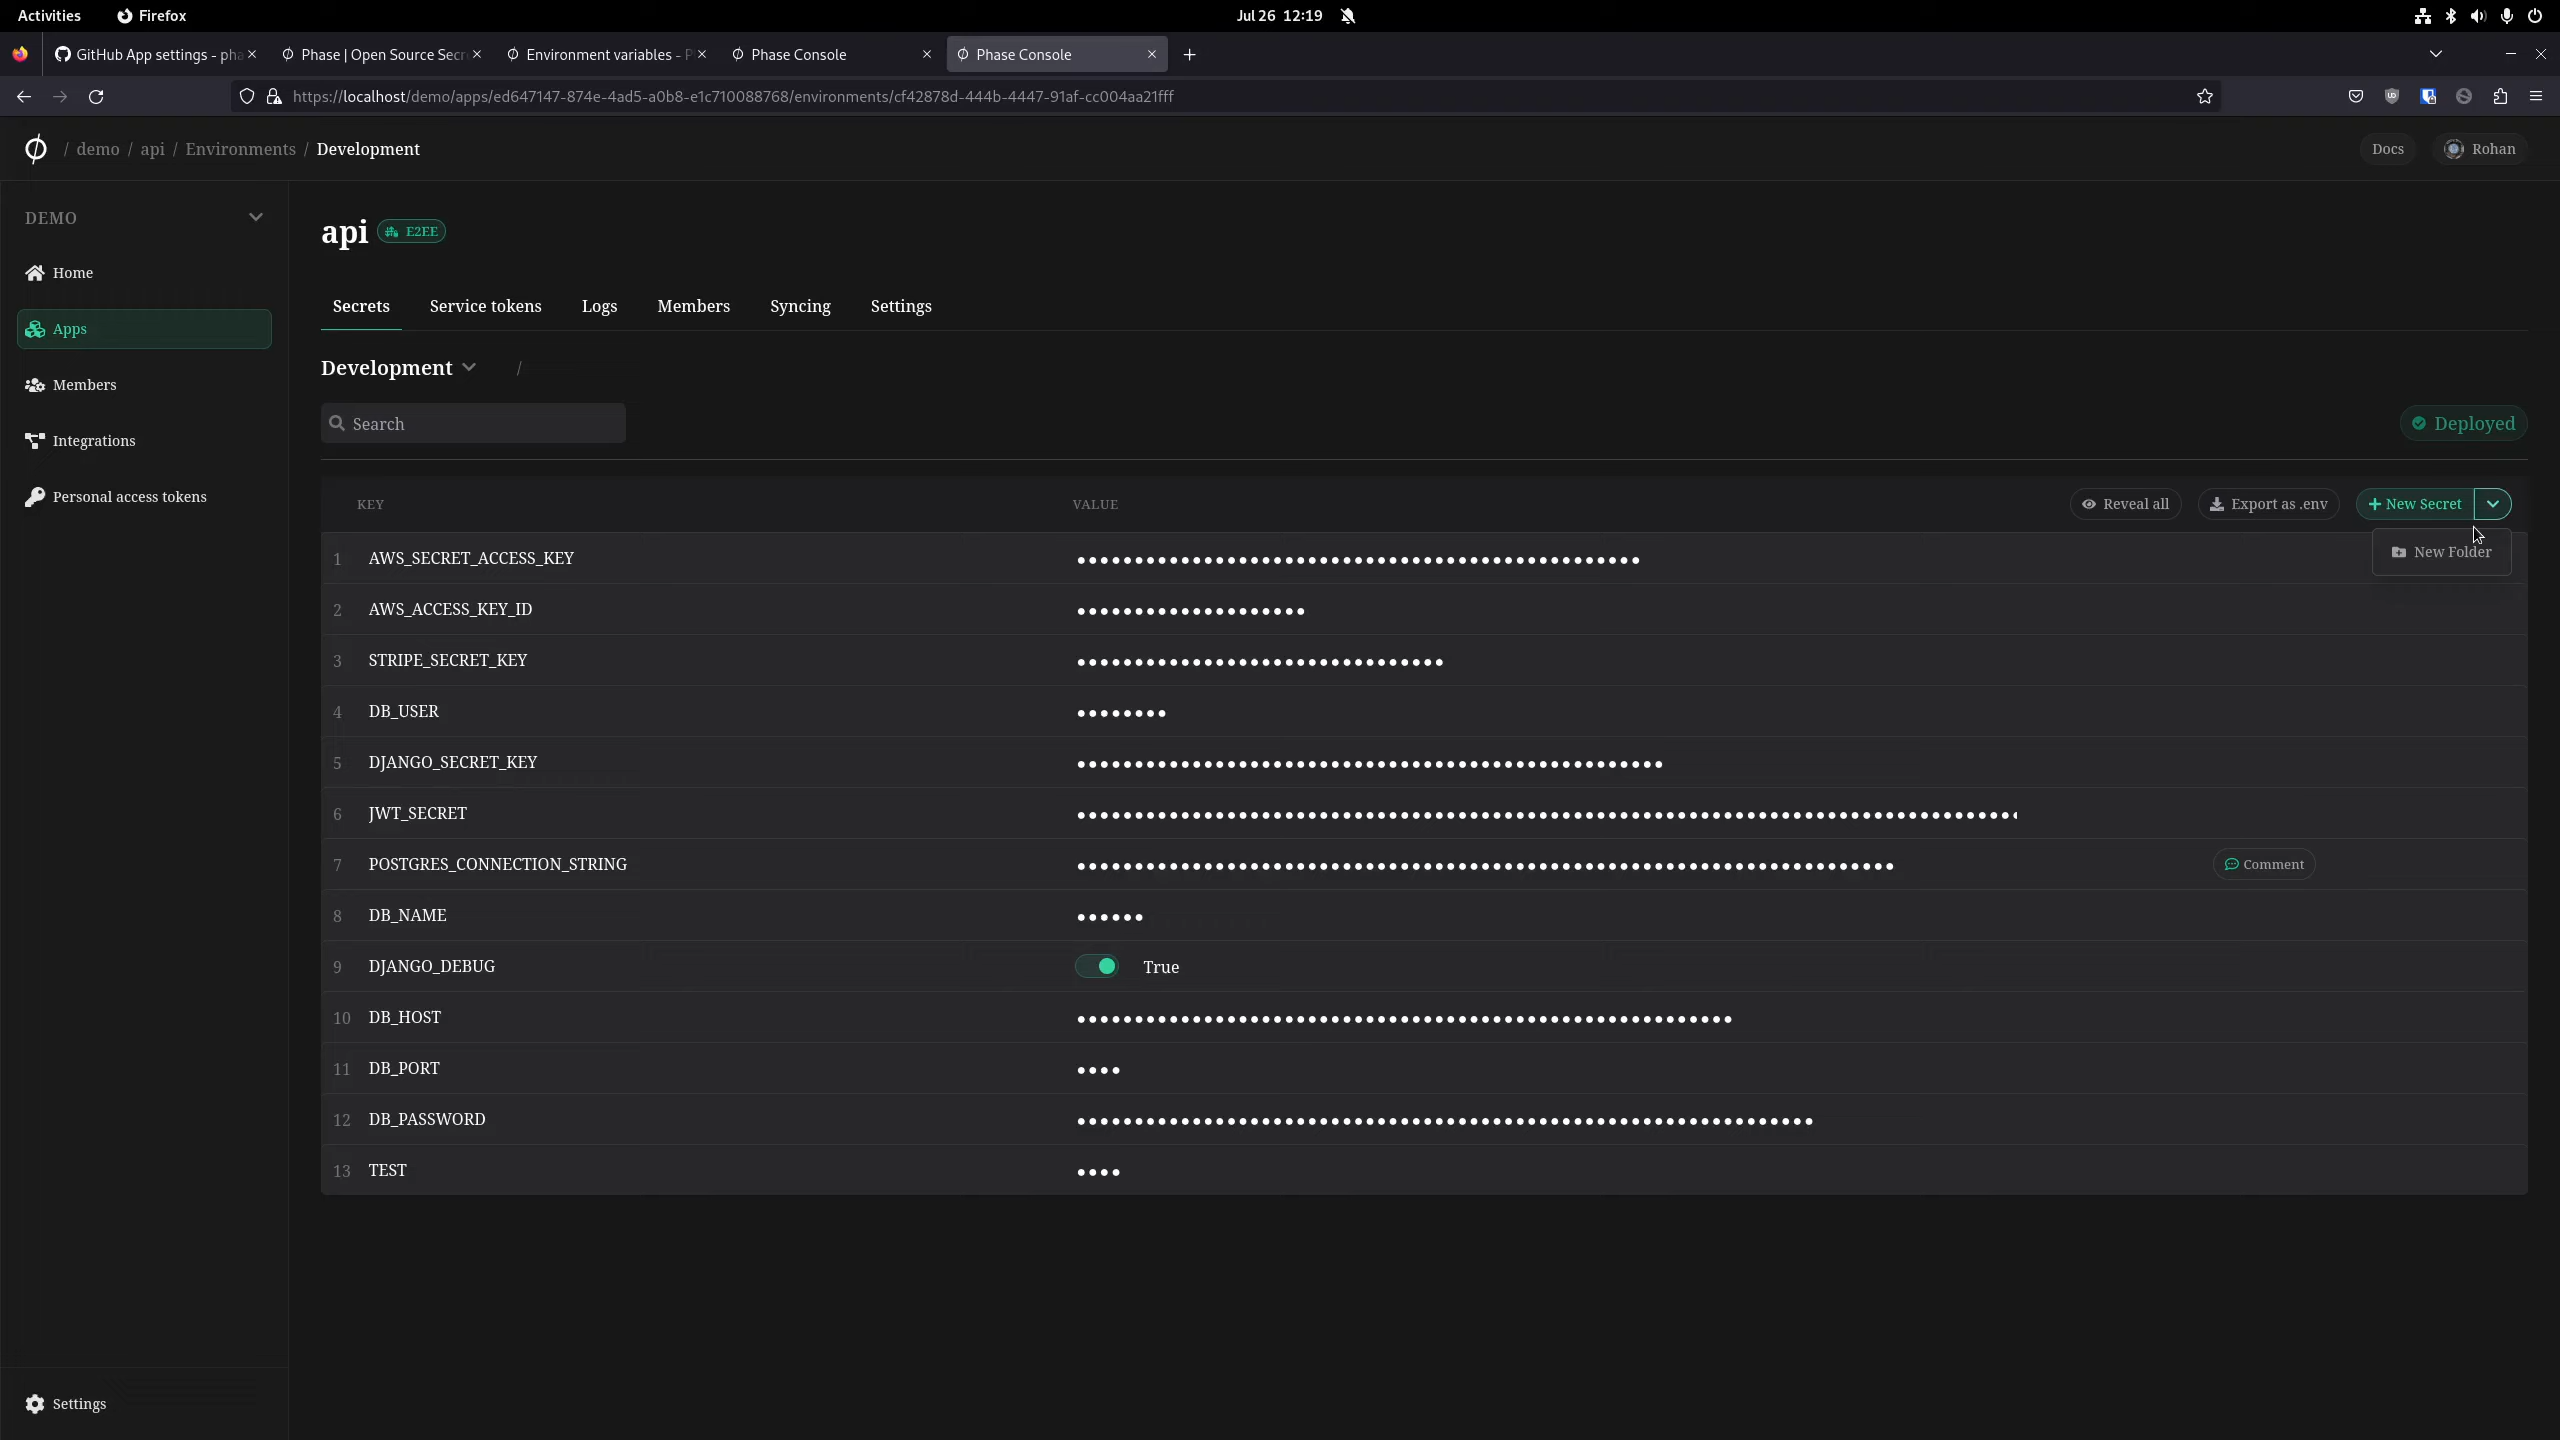 Activities Firefox Jul 26 12:19
GitHub App settings - pha Phase | Open Source Secr Environment variables - P Phase Console Phase Console
https://localhost/demo/apps/ed647147-874e-4ad5-a0b8-e1c710088768/environments/cf42878d-444b-4447-91af-cc004aa21fff
/ demo / api / Environments / Development Docs Rohan
DEMO
Home
Apps
Members
Integrations
Personal access tokens
Settings
api E2EE
Secrets Service tokens Logs Members Syncing Settings
Development /
Search Deployed
KEY VALUE Reveal all Export as .env New Secret
New Folder
1 AWS_SECRET_ACCESS_KEY
2 AWS_ACCESS_KEY_ID
3 STRIPE_SECRET_KEY
4 DB_USER
5 DJANGO_SECRET_KEY
6 JWT_SECRET
7 POSTGRES_CONNECTION_STRING Comment
8 DB_NAME
9 DJANGO_DEBUG True
10 DB_HOST
11 DB_PORT
12 DB_PASSWORD
13 TEST